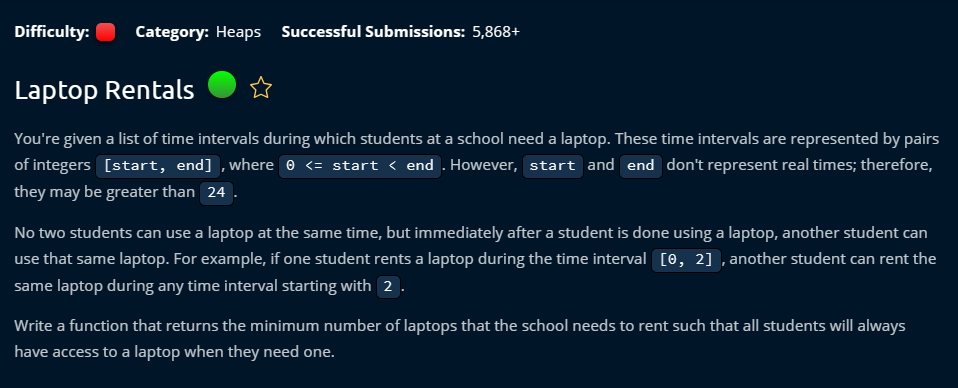 Difficulty: Category: Heaps Successful Submissions: 5,868+
Laptop Rentals
You're given a list of time intervals during which students at a school need a laptop. These time intervals are represented by pairs
of integers [start, end] , where 0 <= start < end . However, start and end don't represent real times; therefore,
they may be greater than 24 .
No two students can use a laptop at the same time, but immediately after a student is done using a laptop, another student can
use that same laptop. For example, if one student rents a laptop during the time interval [0, 2] , another student can rent the
same laptop during any time interval starting with 2 .
Write a function that returns the minimum number of laptops that the school needs to rent such that all students will always
have access to a laptop when they need one.